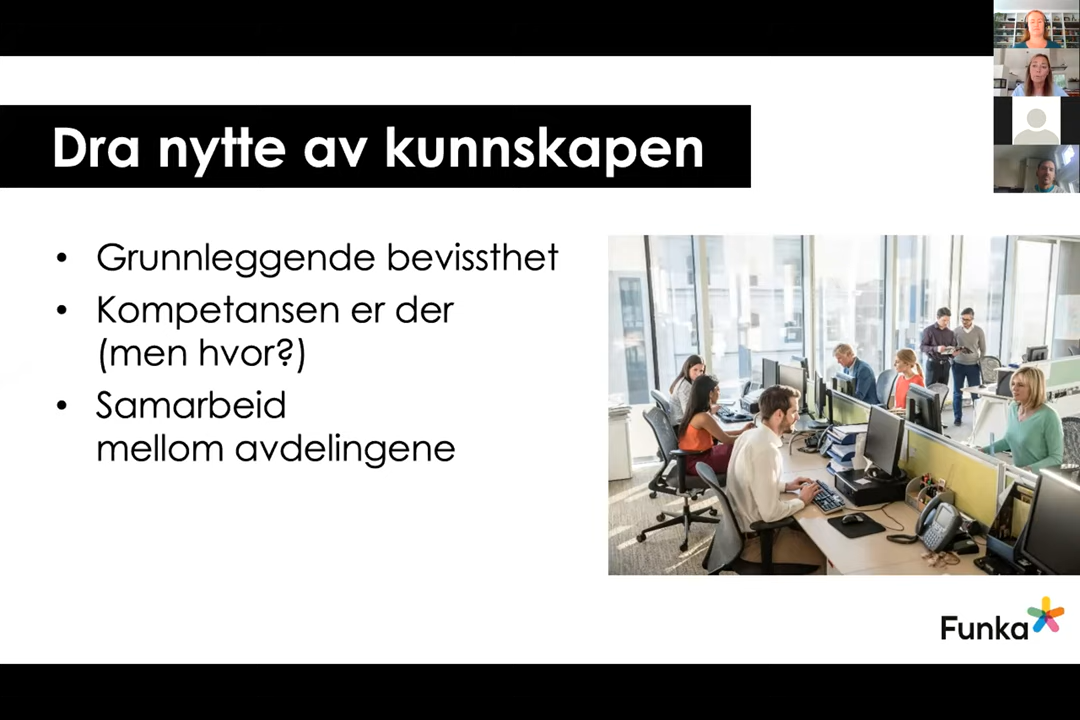 Dra nytte av kunnskapen
• Grunnleggende bevissthet
• Kompetansen er der
(men hvor?)
• Samarbeid
mellom avdelingene
Funka